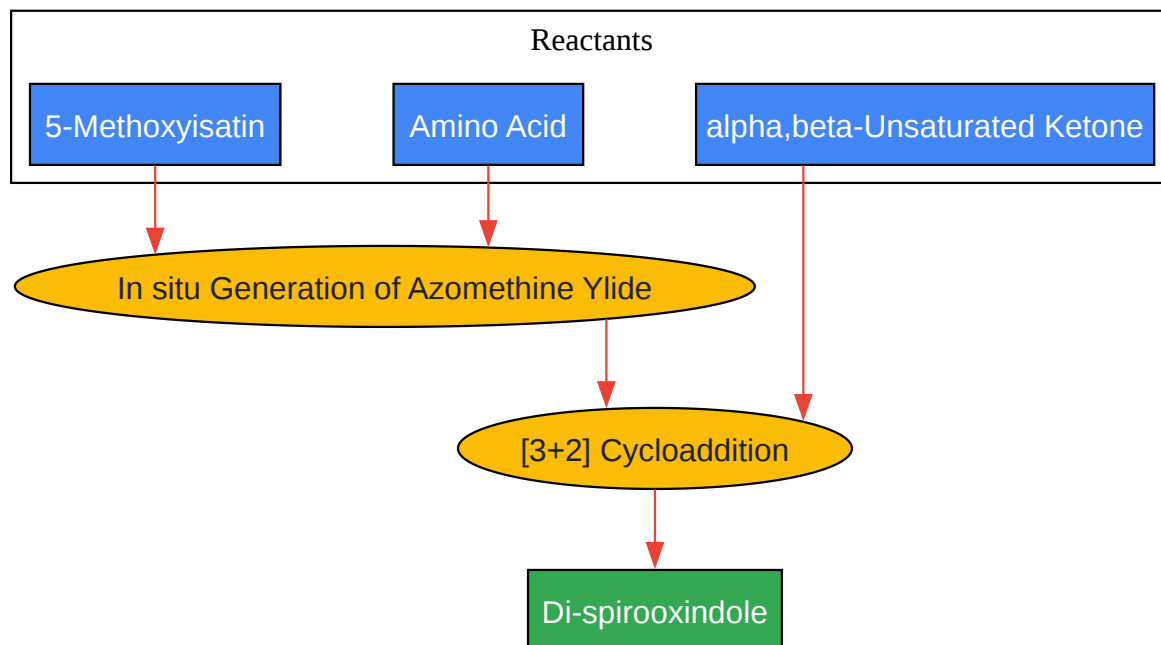 Reactants
5-Methoxyisatin
Amino Acid
alpha,beta-Unsaturated Ketone
In situ Generation of Azomethine Ylide
[3+2] Cycloaddition
Di-spirooxindole